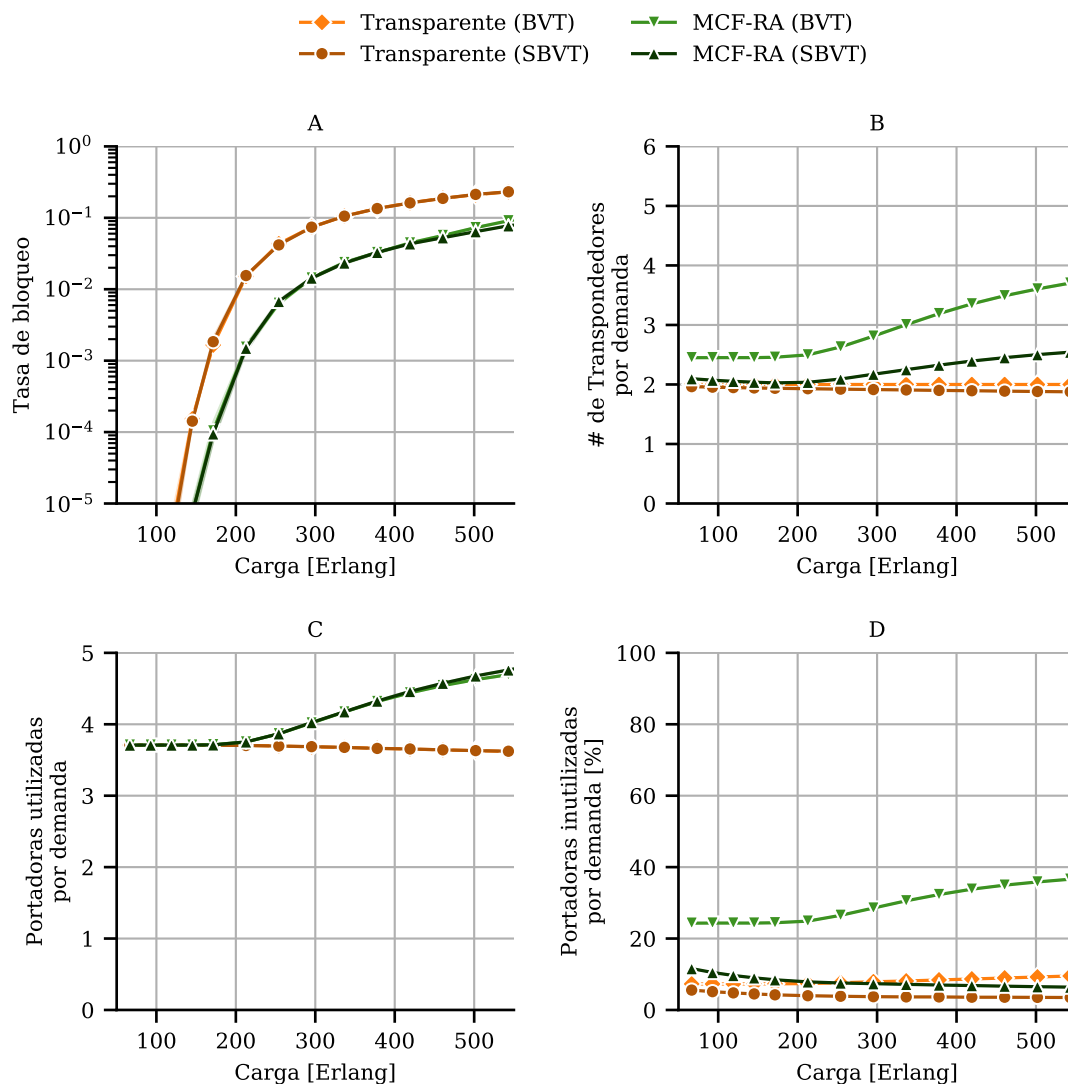 Transparente (BVT)
Transparente (SBVT)
MCF-RA (BVT)
MCF-RA (SBVT)
A
Tasa de bloqueo
10^0
10^-1
10^-2
10^-3
10^-4
10^-5
100 200 300 400 500
Carga [Erlang]
B
# de Transpondedores
por demanda
6
5
4
3
2
1
0
100 200 300 400 500
Carga [Erlang]
C
Portadoras utilizadas
por demanda
5
4
3
2
1
0
100 200 300 400 500
Carga [Erlang]
D
Portadoras inutilizadas
por demanda [%]
100
80
60
40
20
0
100 200 300 400 500
Carga [Erlang]